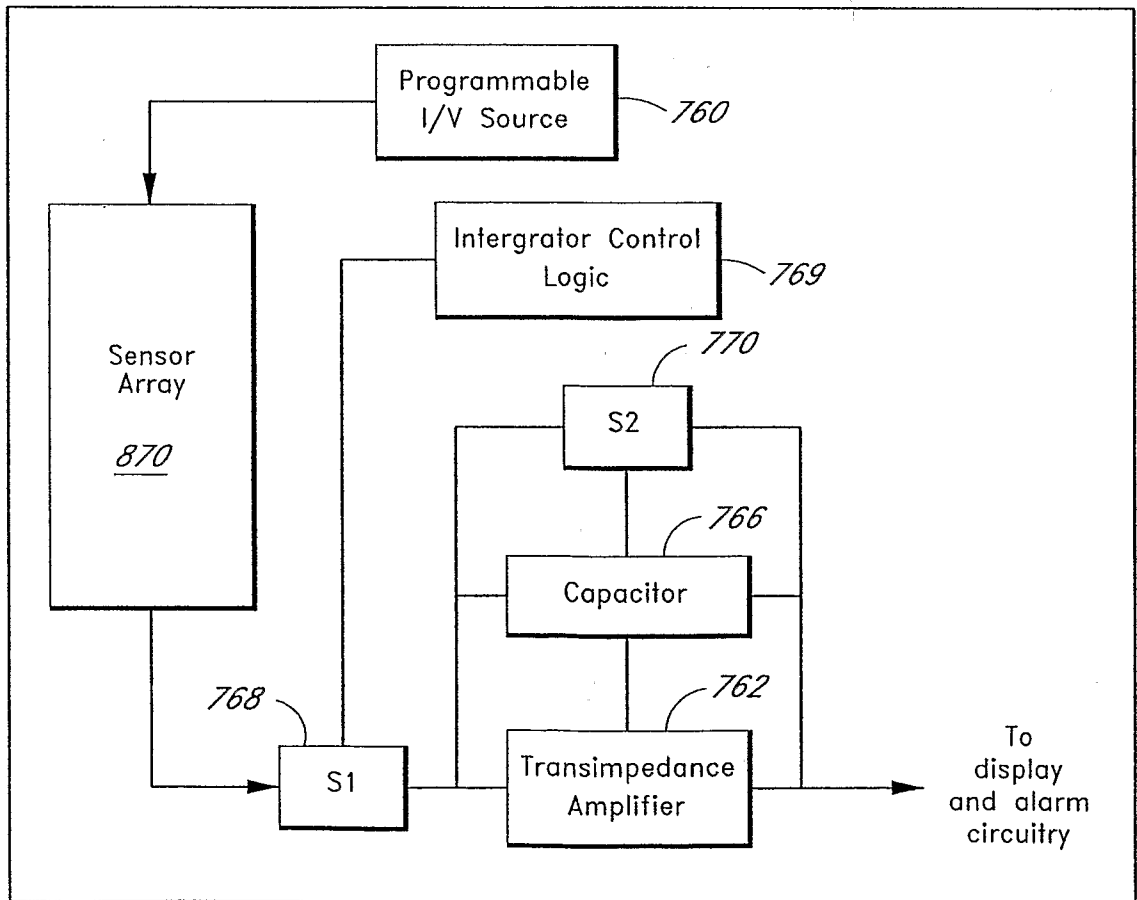 Programmable
I/V Source
760
Intergrator Control
Logic
769
Sensor
Array
870
770
S2
766
Capacitor
768
S1
762
Transimpedance
Amplifier
To
display
and alarm
circuitry